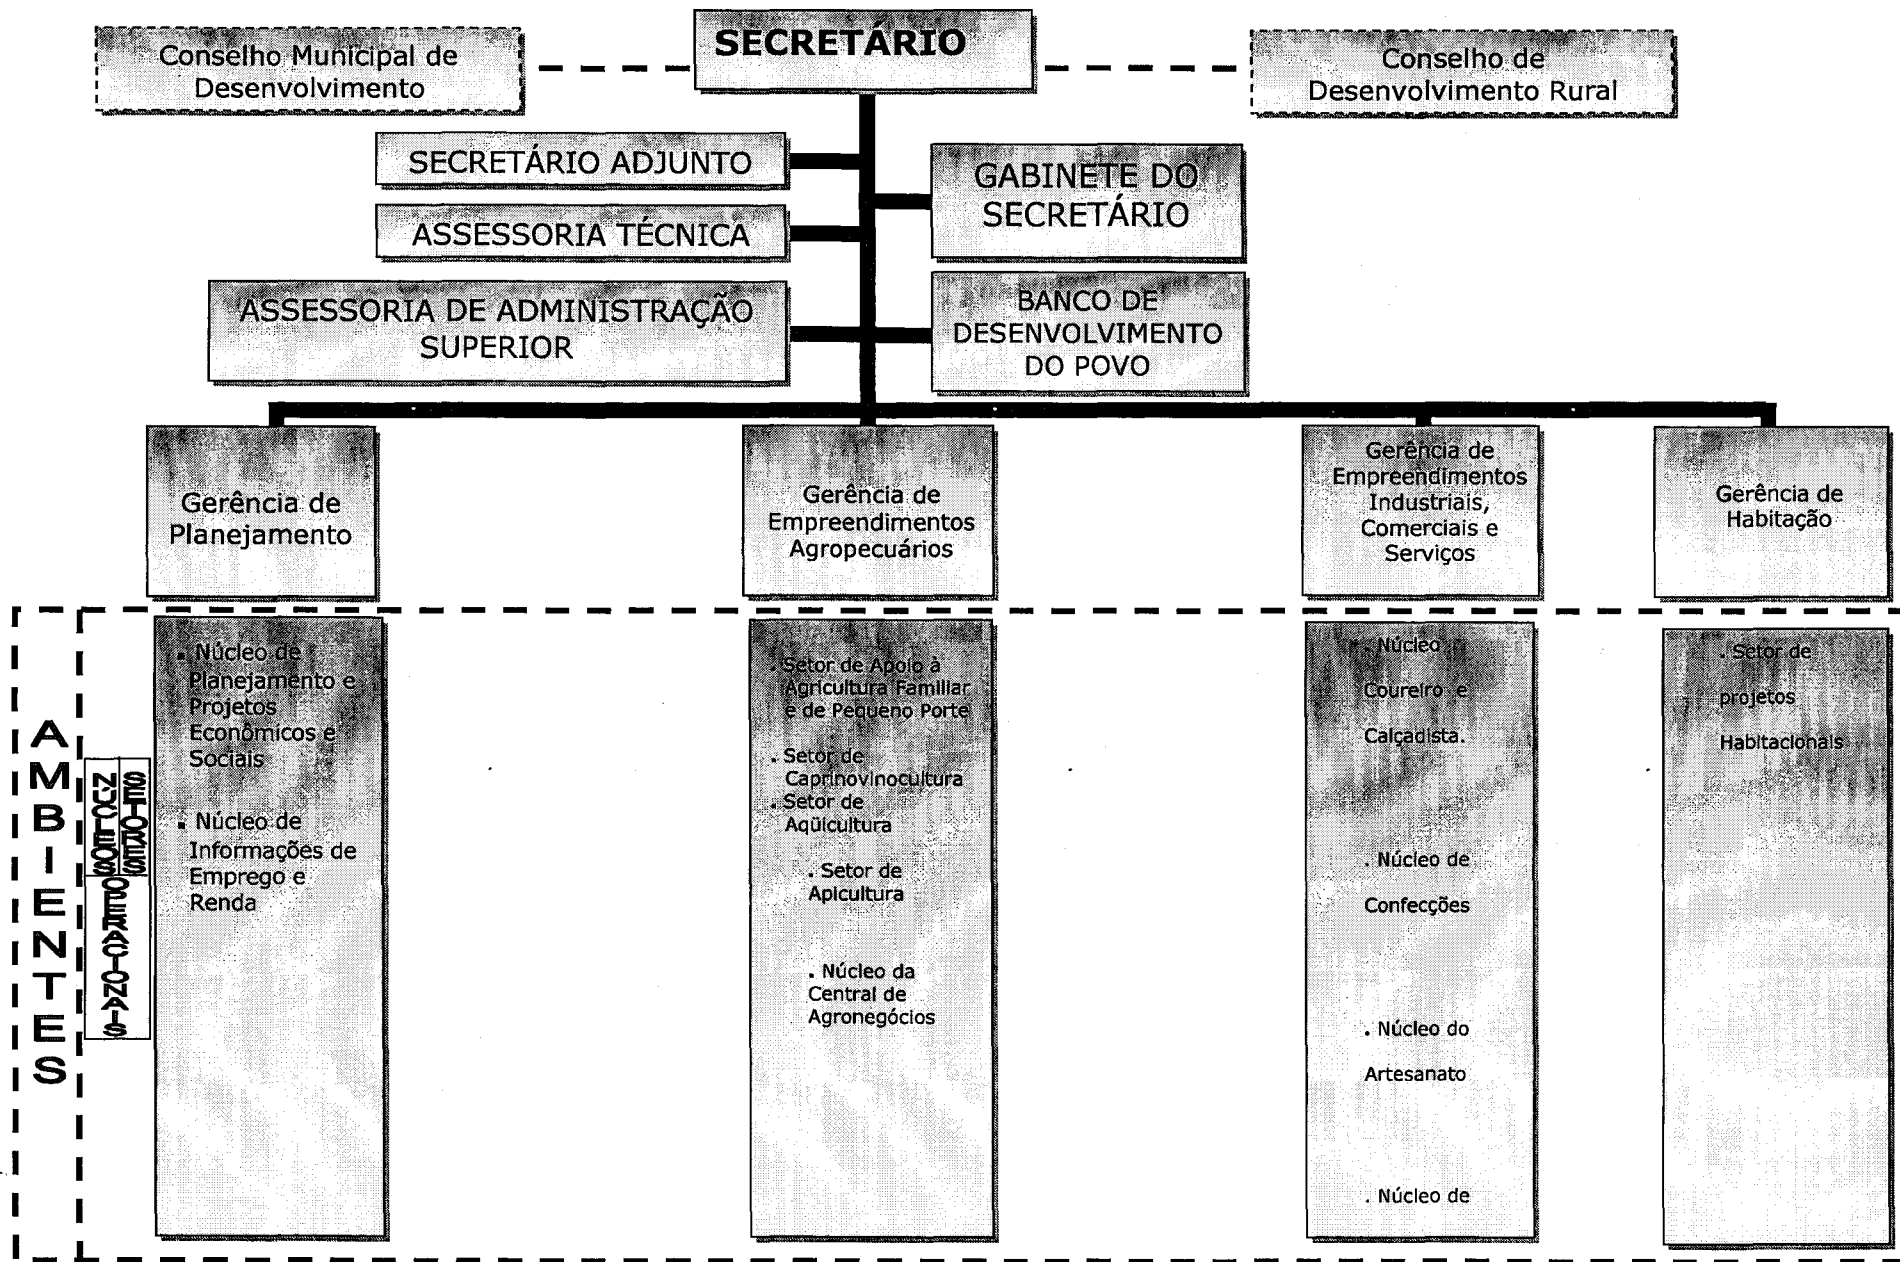 SECRETÁRIO
Conselho Municipal de
Desenvolvimento
Conselho de
Desenvolvimento Rural
SECRETÁRIO ADJUNTO
GABINETE DO
SECRETÁRIO
ASSESSORIA TÉCNICA
ASSESSORIA DE ADMINISTRAÇÃO
SUPERIOR
BANCO DE
DESENVOLVIMENTO
DO POVO
Gerência de
Planejamento
Gerência de
Empreendimentos
Agropecuários
Gerência de
Empreendimentos
Industriais,
Comerciais e
Serviços
Gerência de
Habitação
AMBIENTES
NÚCLEOS
SETORES
OPERACIONAIS
. Núcleo de
Planejamento e
Projetos
Econômicos e
Sociais
. Núcleo de
Informações de
Emprego e
Renda
. Setor de Apoio à
Agricultura Familiar
e de Pequeno Porte
. Setor de
Caprinovinocultura
. Setor de
Aqüicultura
. Setor de
Apicultura
. Núcleo da
Central de
Agronegócios
. Núcleo
Coureiro e
Calçadista.
. Núcleo de
Confecções
. Núcleo do
Artesanato
. Núcleo de
. Setor de
projetos
Habitacionais